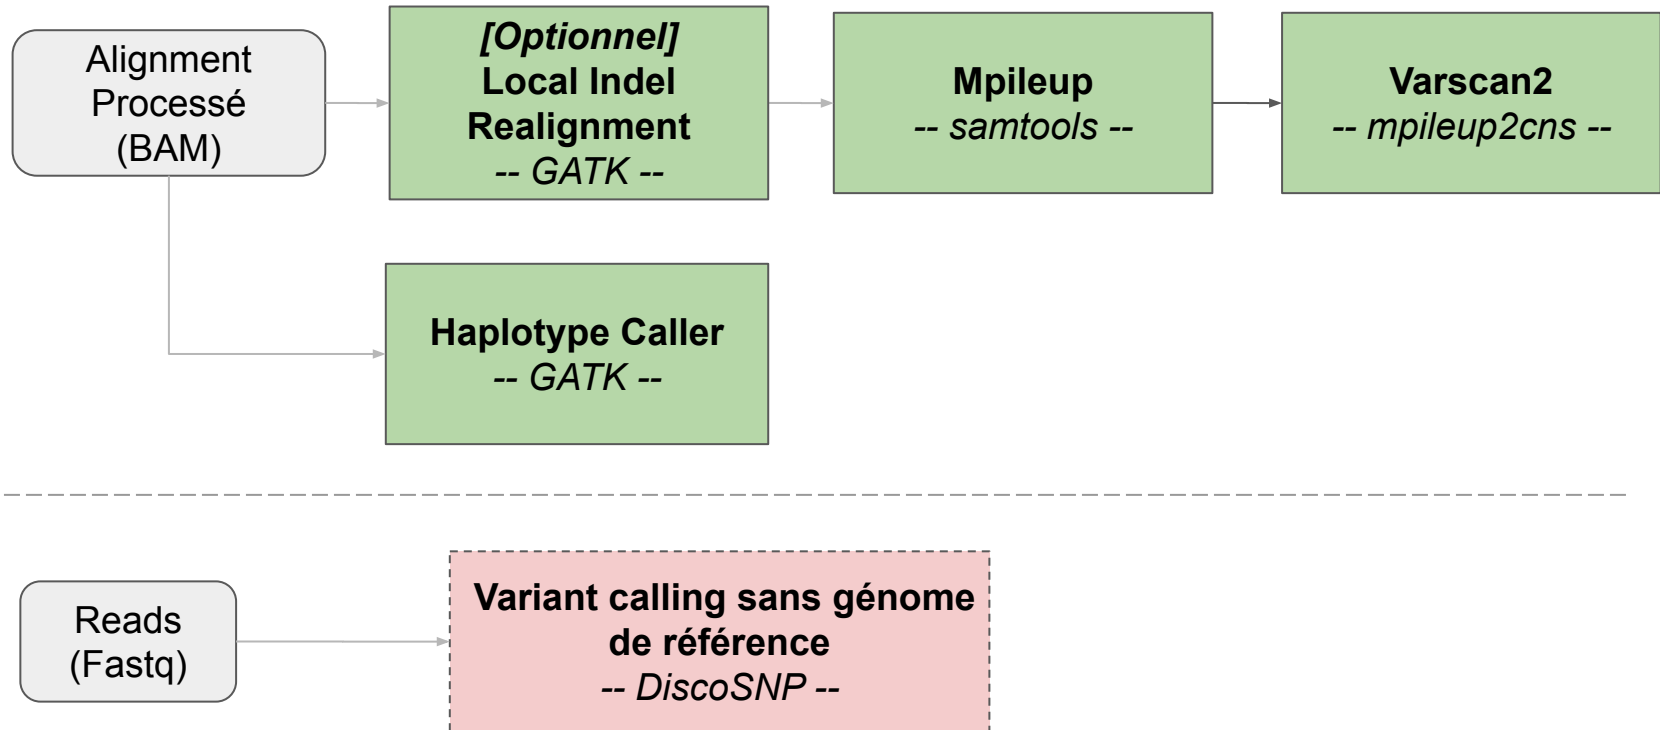 Alignment
Processé
(BAM)
[Optionnel]
Local Indel
Realignment
-- GATK --
Mpileup
-- samtools --
Varscan2
-- mpileup2cns --
Haplotype Caller
-- GATK --
Reads
(Fastq)
Variant calling sans génome
de référence
-- DiscoSNP --